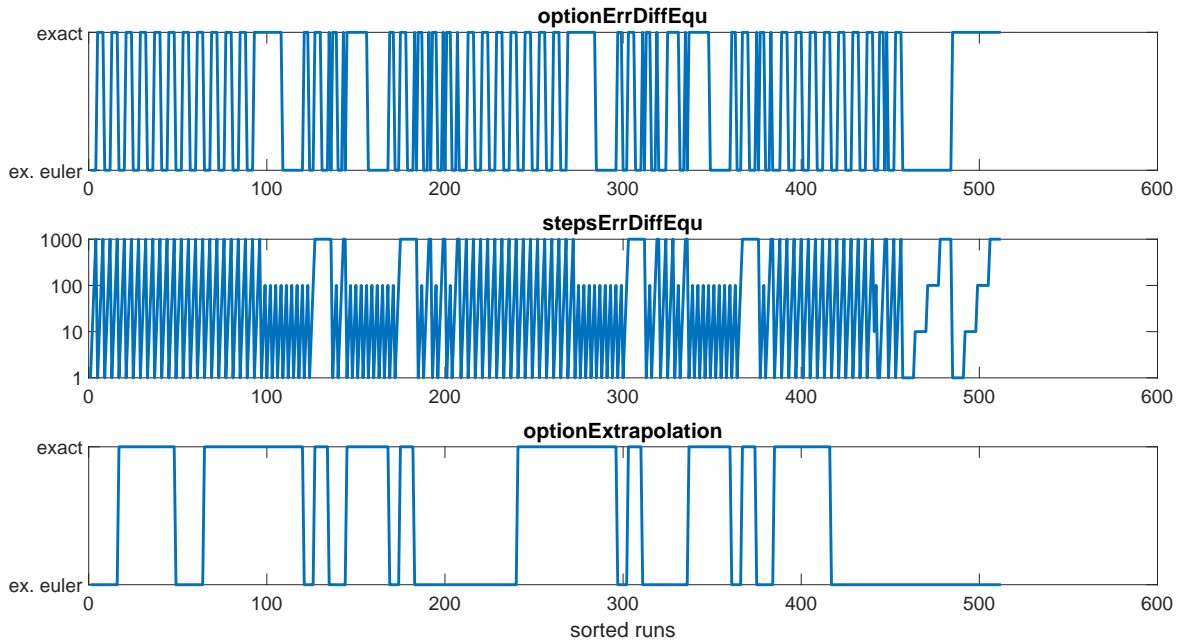 optionErrDiffEqu
exact
ex. euler
0 100 200 300 400 500 600
stepsErrDiffEqu
1000
100
10
1
0 100 200 300 400 500 600
optionExtrapolation
exact
ex. euler
0 100 200 300 400 500 600
sorted runs